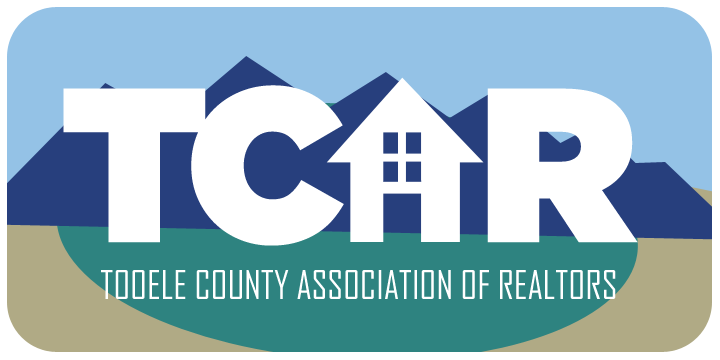 TCAR
TOOELE COUNTY ASSOCIATION OF REALTORS